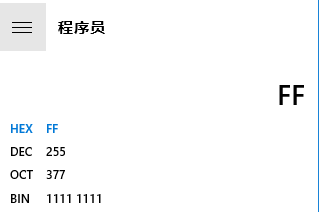 程序员
FF
HEX FF
DEC 255
OCT 377
BIN 1111 1111